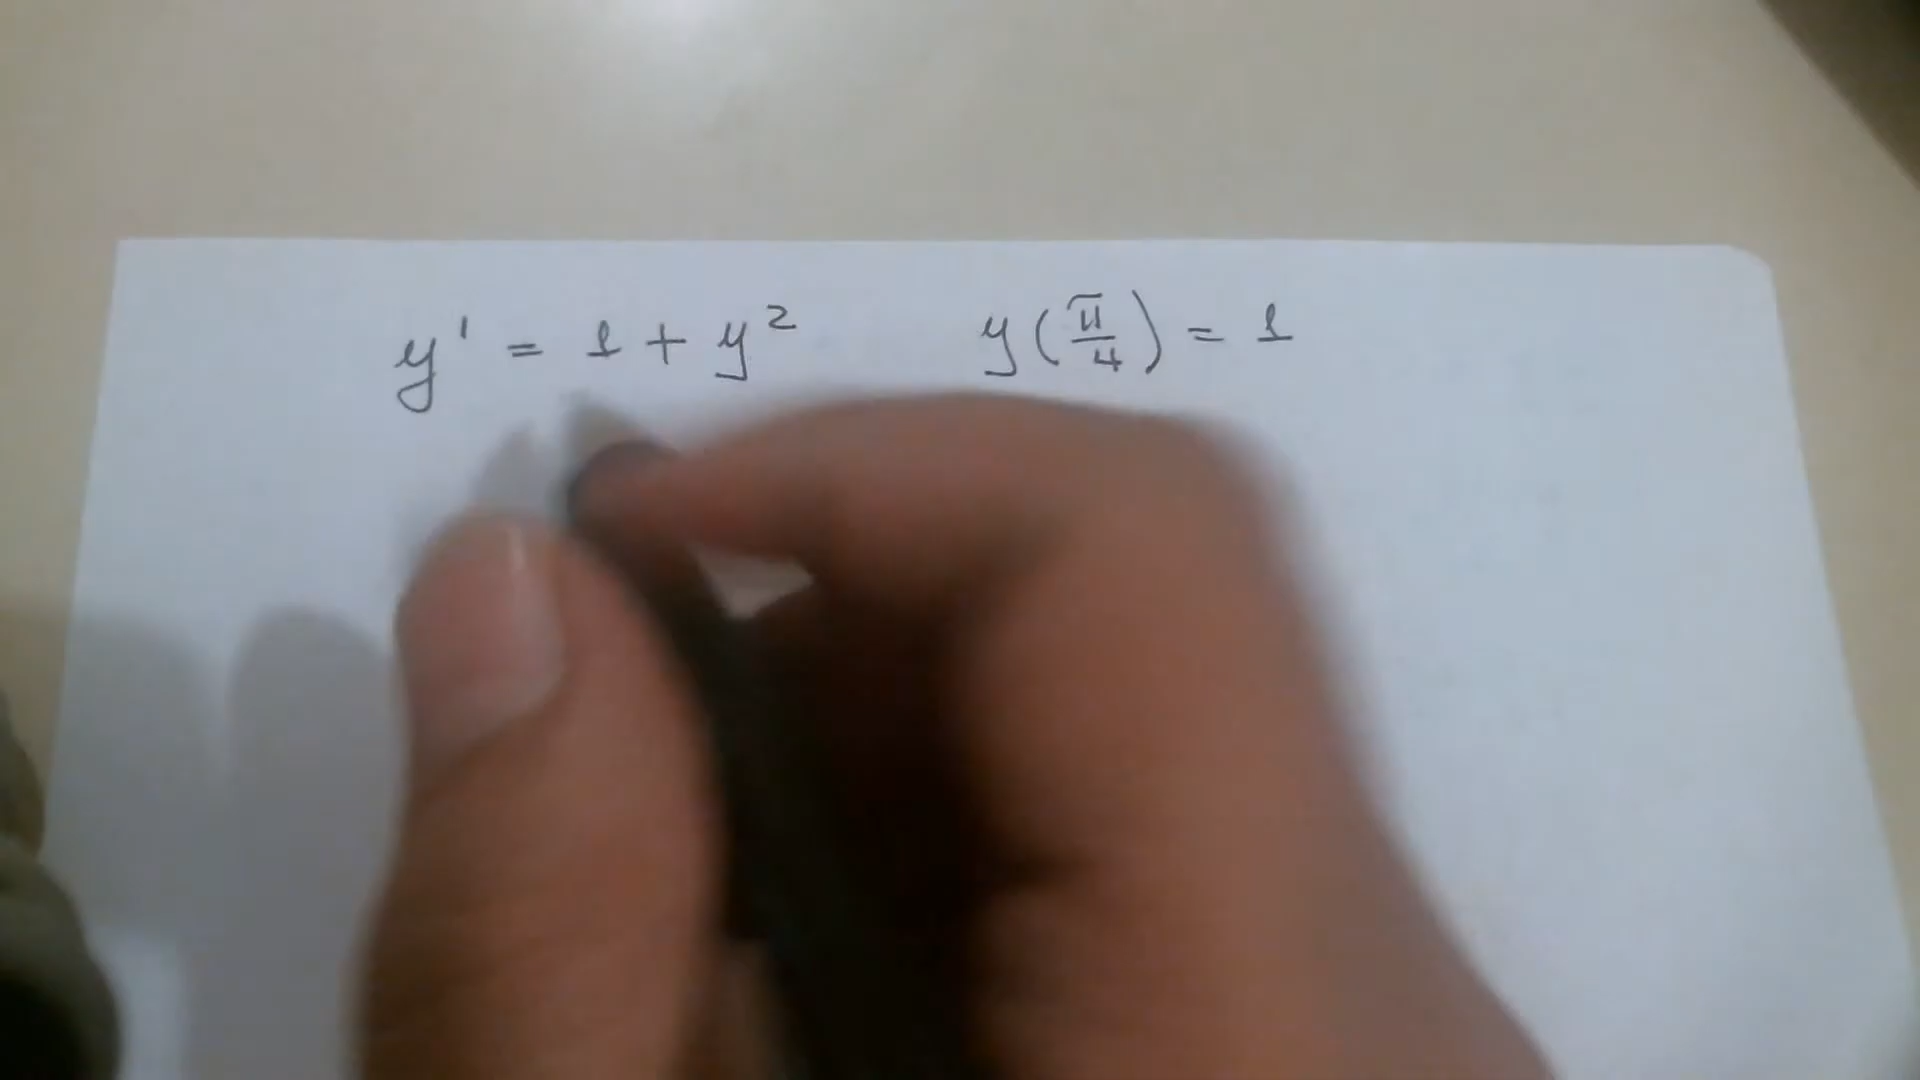 y' = 1 + y² y(π/4) = 1